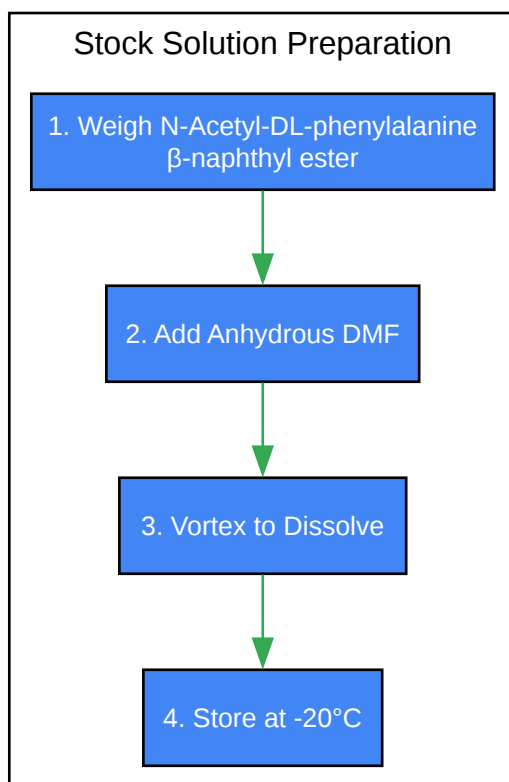 Stock Solution Preparation
1. Weigh N-Acetyl-DL-phenylalanine
β-naphthyl ester
2. Add Anhydrous DMF
3. Vortex to Dissolve
4. Store at -20°C